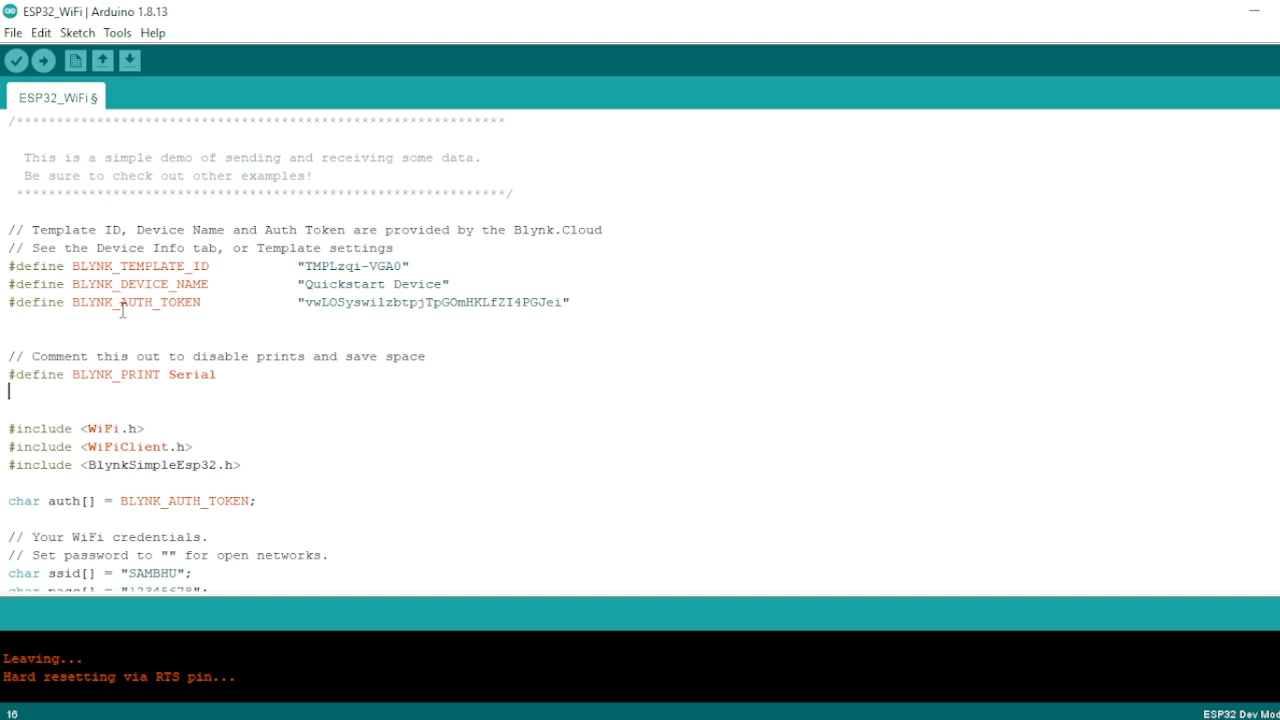 ESP32_WiFi | Arduino 1.8.13
File Edit Sketch Tools Help
ESP32_WiFi §
/*************************************************************
This is a simple demo of sending and receiving some data.
Be sure to check out other examples!
*************************************************************/
// Template ID, Device Name and Auth Token are provided by the Blynk.Cloud
// See the Device Info tab, or Template settings
#define BLYNK_TEMPLATE_ID "TMPLzqi-VGA0"
#define BLYNK_DEVICE_NAME "Quickstart Device"
#define BLYNK_AUTH_TOKEN "vwLOSyswilzbtpjTpGOmHKLfZI4PGJei"
// Comment this out to disable prints and save space
#define BLYNK_PRINT Serial
#include <WiFi.h>
#include <WiFiClient.h>
#include <BlynkSimpleEsp32.h>
char auth[] = BLYNK_AUTH_TOKEN;
// Your WiFi credentials.
// Set password to "" for open networks.
char ssid[] = "SAMBHU";
char pass[] = "12345678";
Leaving...
Hard resetting via RTS pin...
16 ESP32 Dev Mod